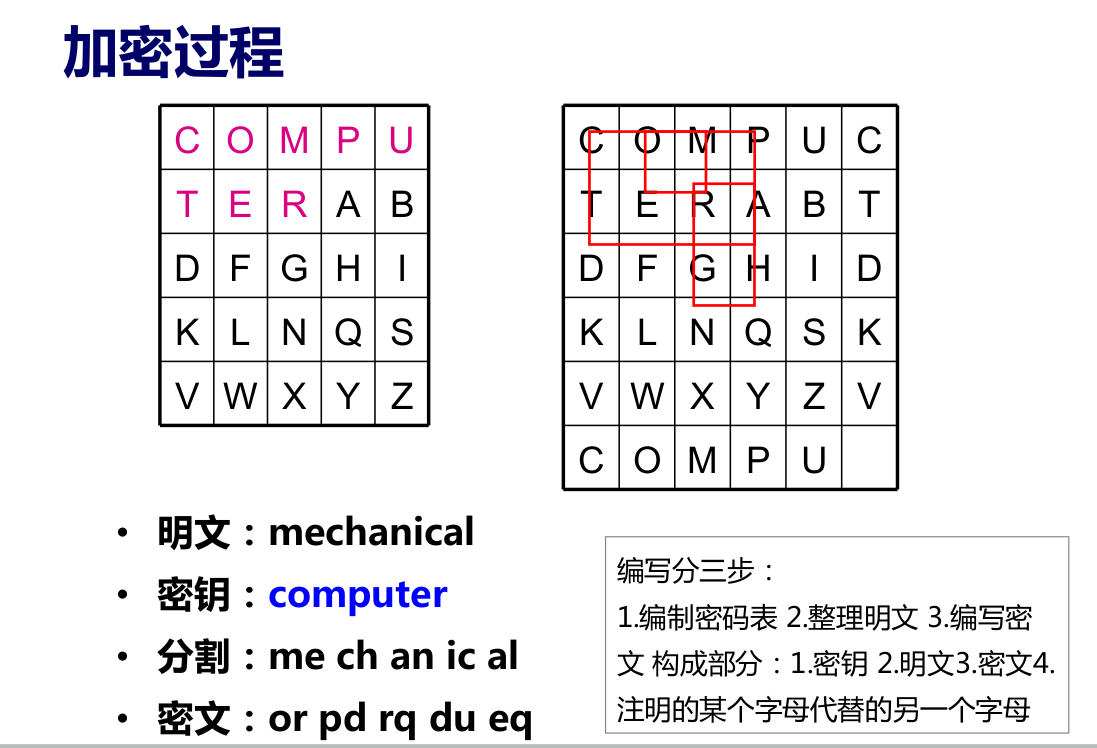 加密过程
C O M P U
T E R A B
D F G H I
K L N Q S
V W X Y Z
C O M P U C
T E R A B T
D F G H I D
K L N Q S K
V W X Y Z V
C O M P U
• 明文：mechanical
• 密钥：computer
• 分割：me ch an ic al
• 密文：or pd rq du eq
编写分三步：
1.编制密码表 2.整理明文 3.编写密
文 构成部分：1.密钥 2.明文3.密文4.
注明的某个字母代替的另一个字母